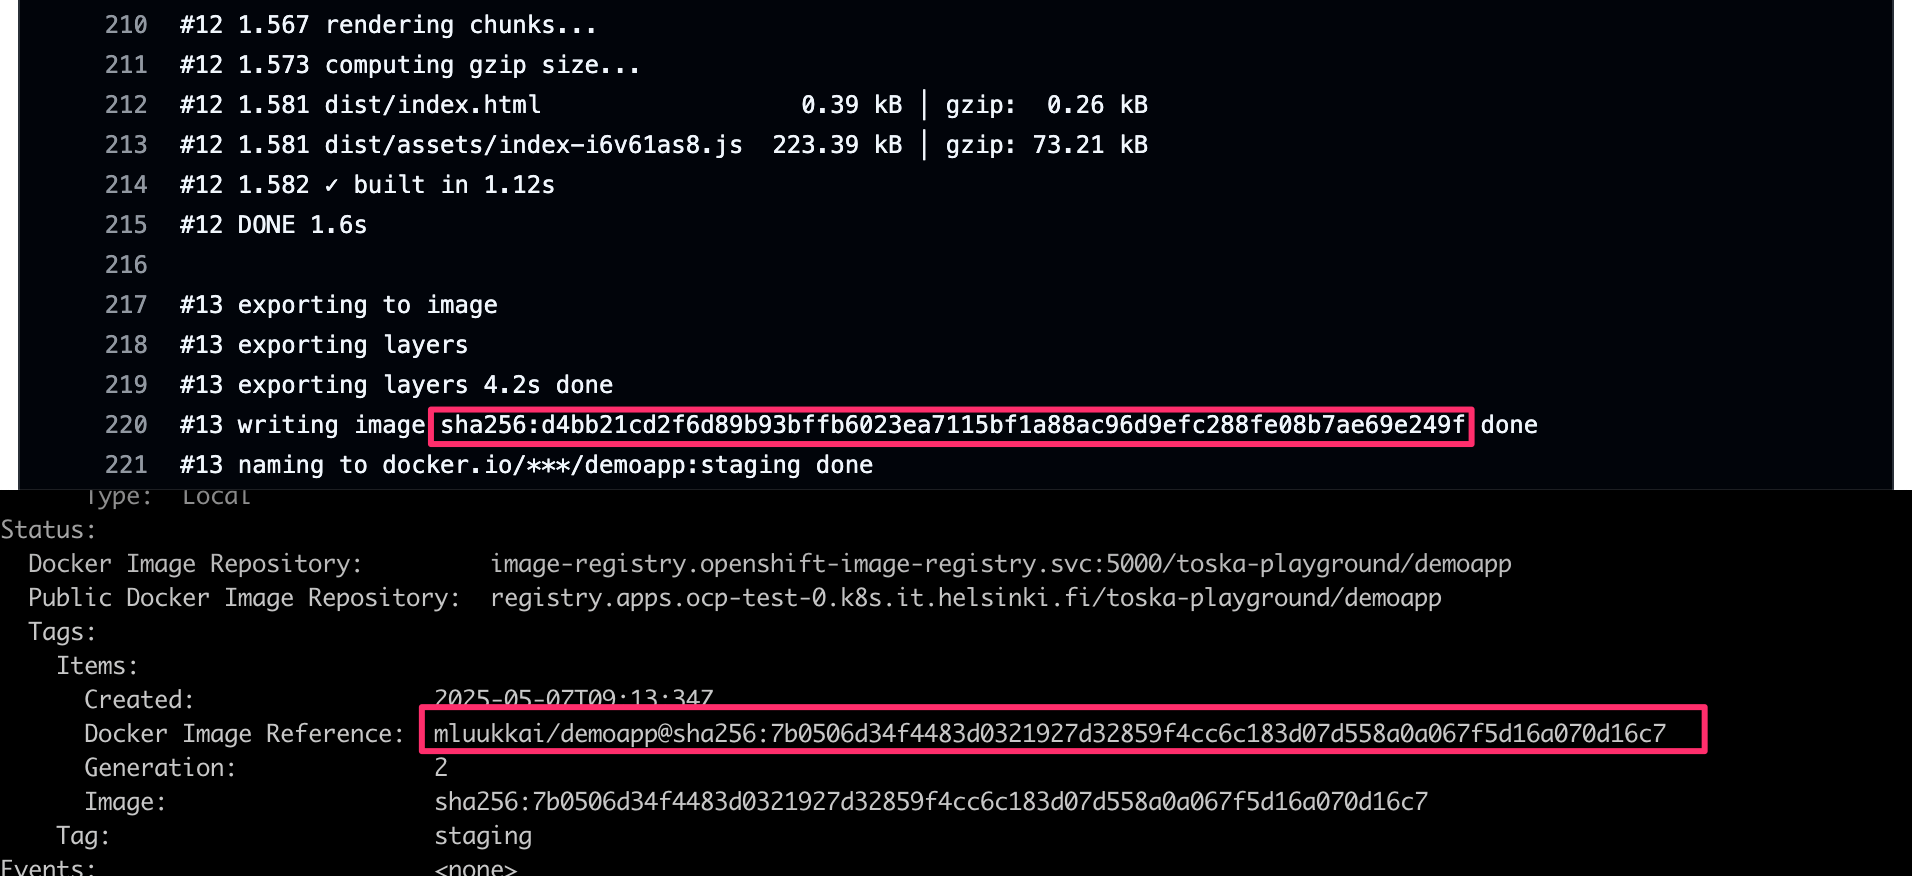 210 #12 1.567 rendering chunks...
211 #12 1.573 computing gzip size...
212 #12 1.581 dist/index.html 0.39 kB │ gzip: 0.26 kB
213 #12 1.581 dist/assets/index-i6v61as8.js 223.39 kB │ gzip: 73.21 kB
214 #12 1.582 ✓ built in 1.12s
215 #12 DONE 1.6s
216
217 #13 exporting to image
218 #13 exporting layers
219 #13 exporting layers 4.2s done
220 #13 writing image sha256:d4bb21cd2f6d89b93bffb6023ea7115bf1a88ac96d9efc288fe08b7ae69e249f done
221 #13 naming to docker.io/***/demoapp:staging done
Type: Local
Status:
Docker Image Repository: image-registry.openshift-image-registry.svc:5000/toska-playground/demoapp
Public Docker Image Repository: registry.apps.ocp-test-0.k8s.it.helsinki.fi/toska-playground/demoapp
Tags:
Items:
Created: 2025-05-07T09:13:34Z
Docker Image Reference: mluukkai/demoapp@sha256:7b0506d34f4483d0321927d32859f4cc6c183d07d558a0a067f5d16a070d16c7
Generation: 2
Image: sha256:7b0506d34f4483d0321927d32859f4cc6c183d07d558a0a067f5d16a070d16c7
Tag: staging
Events: <none>